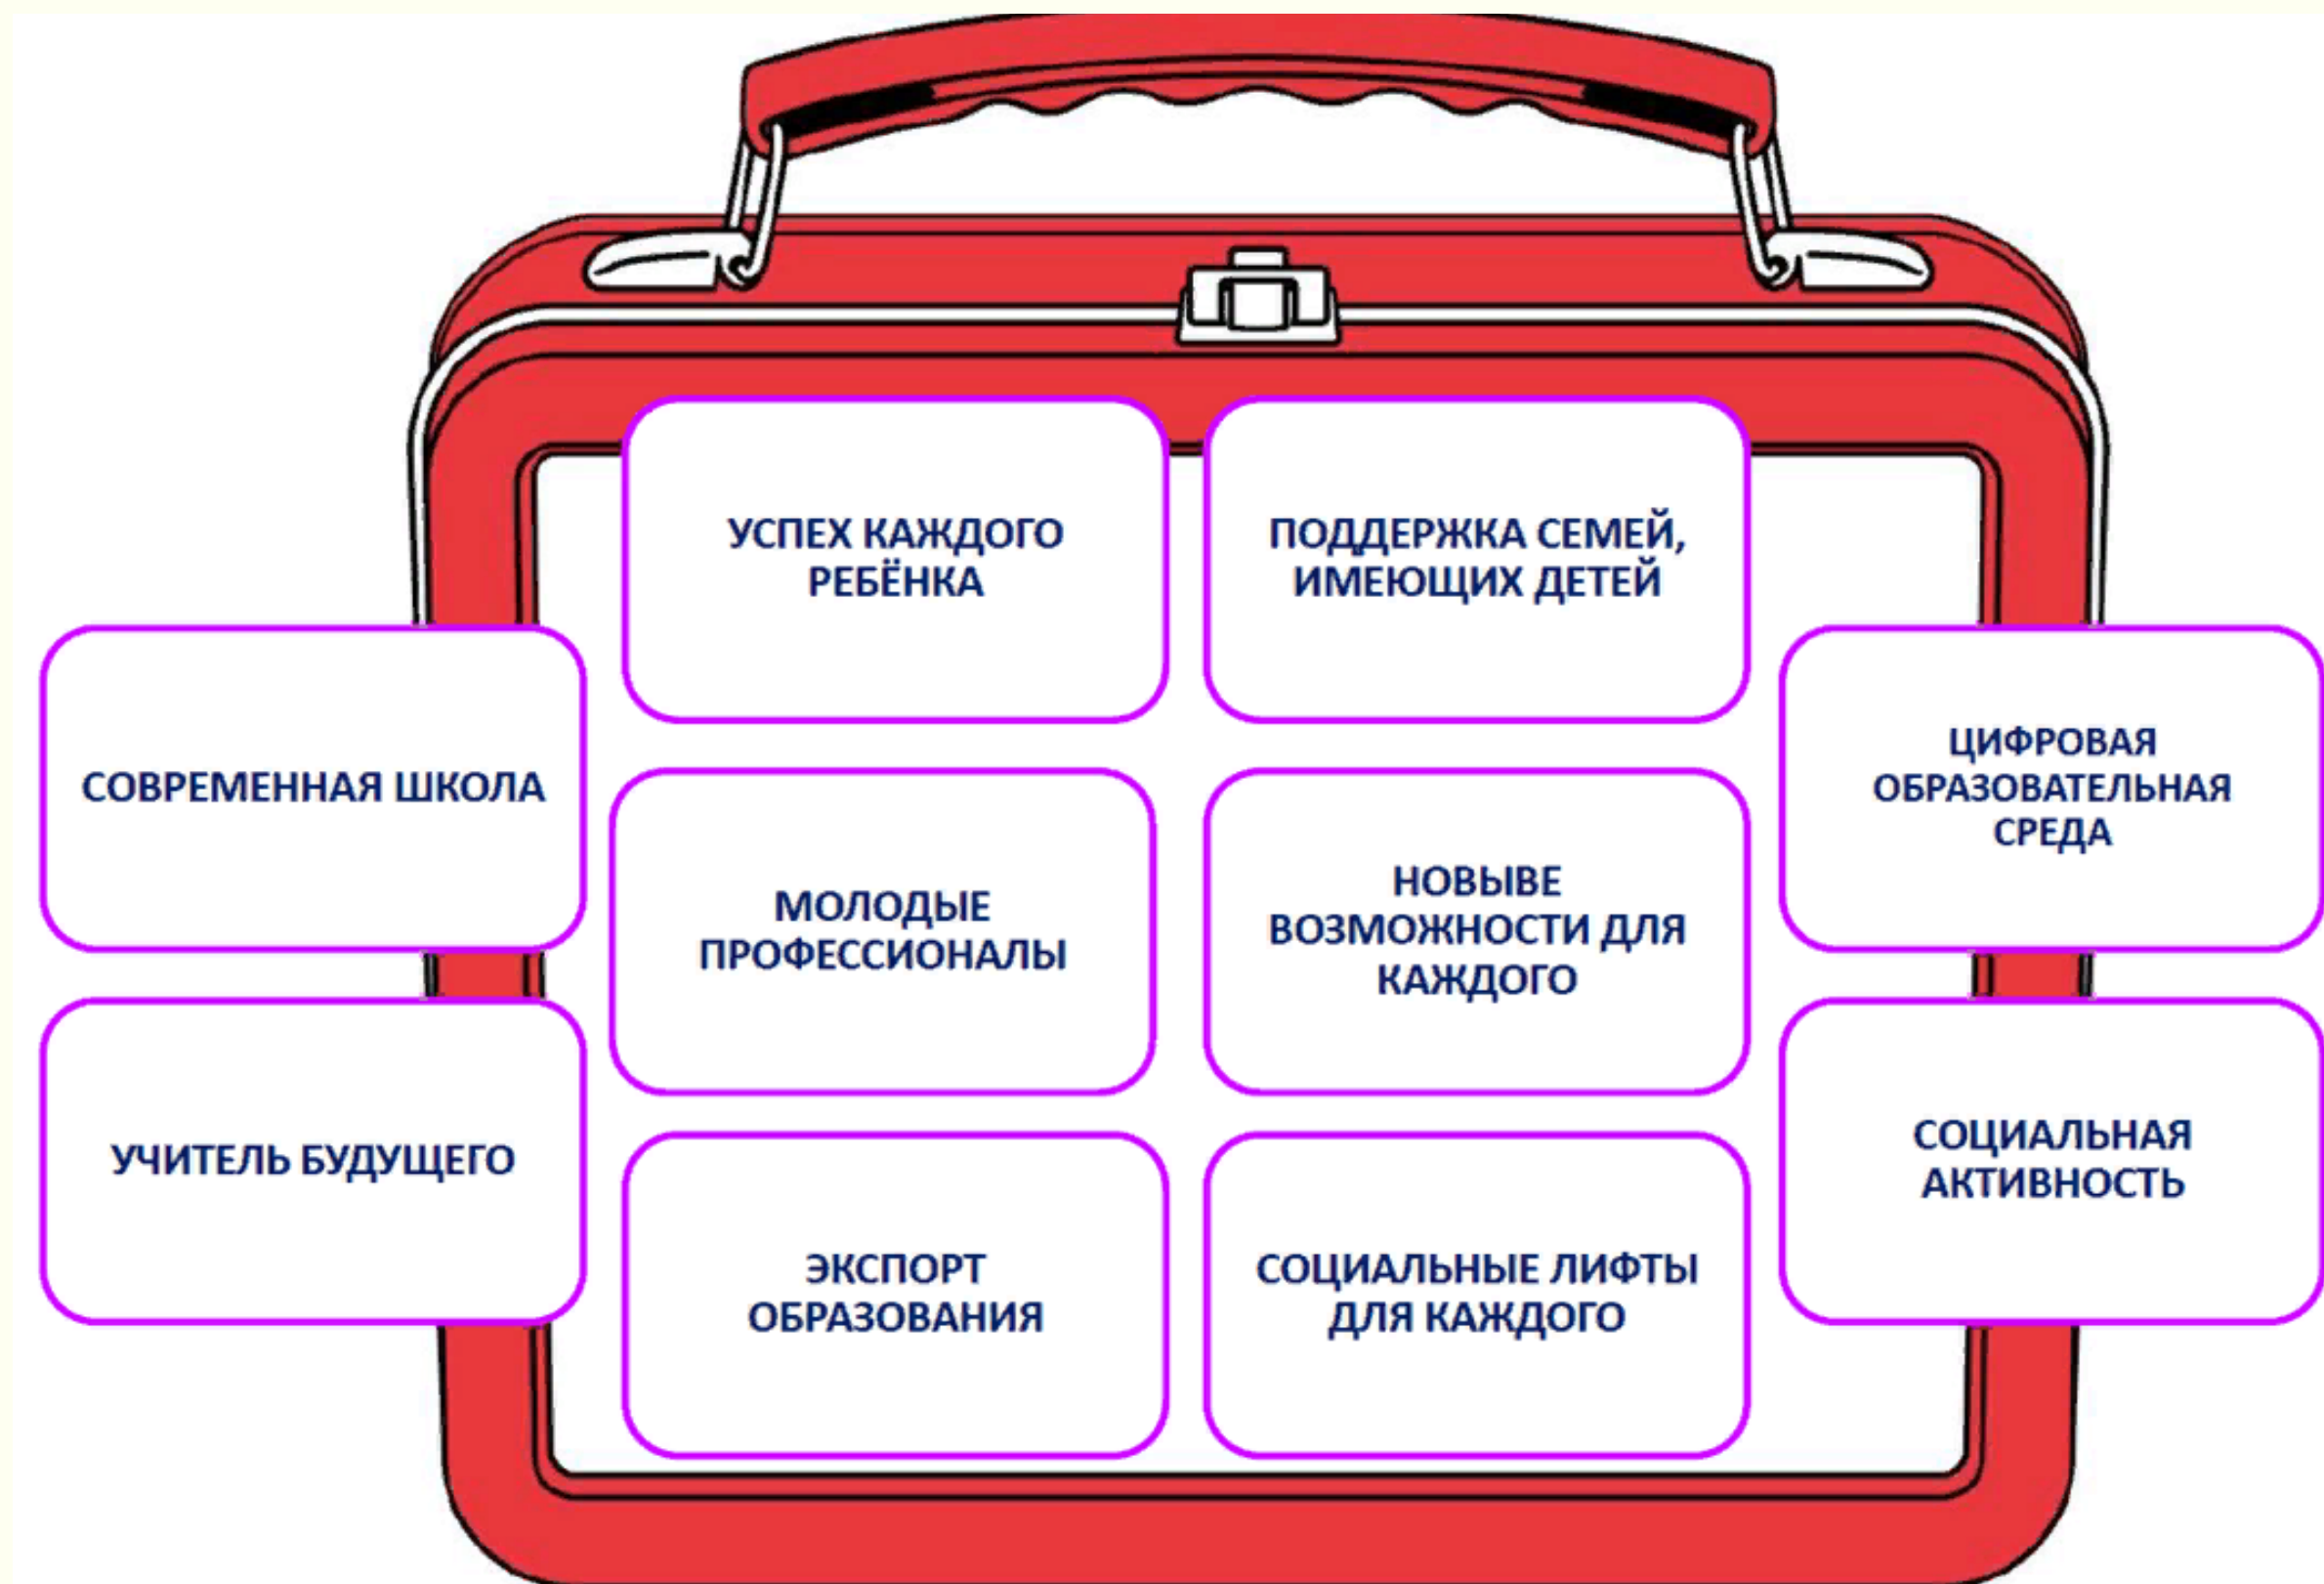 УСПЕХ КАЖДОГО
РЕБЁНКА
ПОДДЕРЖКА СЕМЕЙ,
ИМЕЮЩИХ ДЕТЕЙ
СОВРЕМЕННАЯ ШКОЛА
ЦИФРОВАЯ
ОБРАЗОВАТЕЛЬНАЯ
СРЕДА
МОЛОДЫЕ
ПРОФЕССИОНАЛЫ
НОВЫВЕ
ВОЗМОЖНОСТИ ДЛЯ
КАЖДОГО
УЧИТЕЛЬ БУДУЩЕГО
СОЦИАЛЬНАЯ
АКТИВНОСТЬ
ЭКСПОРТ
ОБРАЗОВАНИЯ
СОЦИАЛЬНЫЕ ЛИФТЫ
ДЛЯ КАЖДОГО